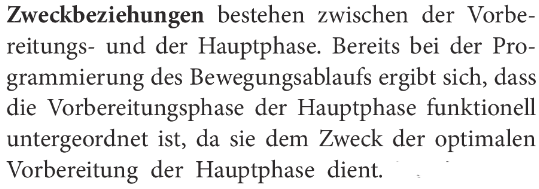 Zweckbeziehungen bestehen zwischen der Vorbe-
reitungs- und der Hauptphase. Bereits bei der Pro-
grammierung des Bewegungsablaufs ergibt sich, dass
die Vorbereitungsphase der Hauptphase funktionell
untergeordnet ist, da sie dem Zweck der optimalen
Vorbereitung der Hauptphase dient.